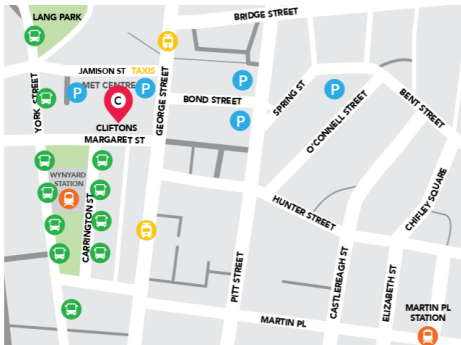 LANG PARK
BRIDGE STREET
JAMISON ST TAXIS
MET CENTRE
P
P
P
P
P
C
CLIFTONS
MARGARET ST
YORK STREET
GEORGE STREET
BOND STREET
SPRING ST
O'CONNELL STREET
BENT STREET
WYNYARD
STATION
CARRINGTON ST
HUNTER STREET
CHIFLEY SQUARE
PITT STREET
CASTLEREAGH ST
ELIZABETH ST
MARTIN PL
MARTIN PL
STATION